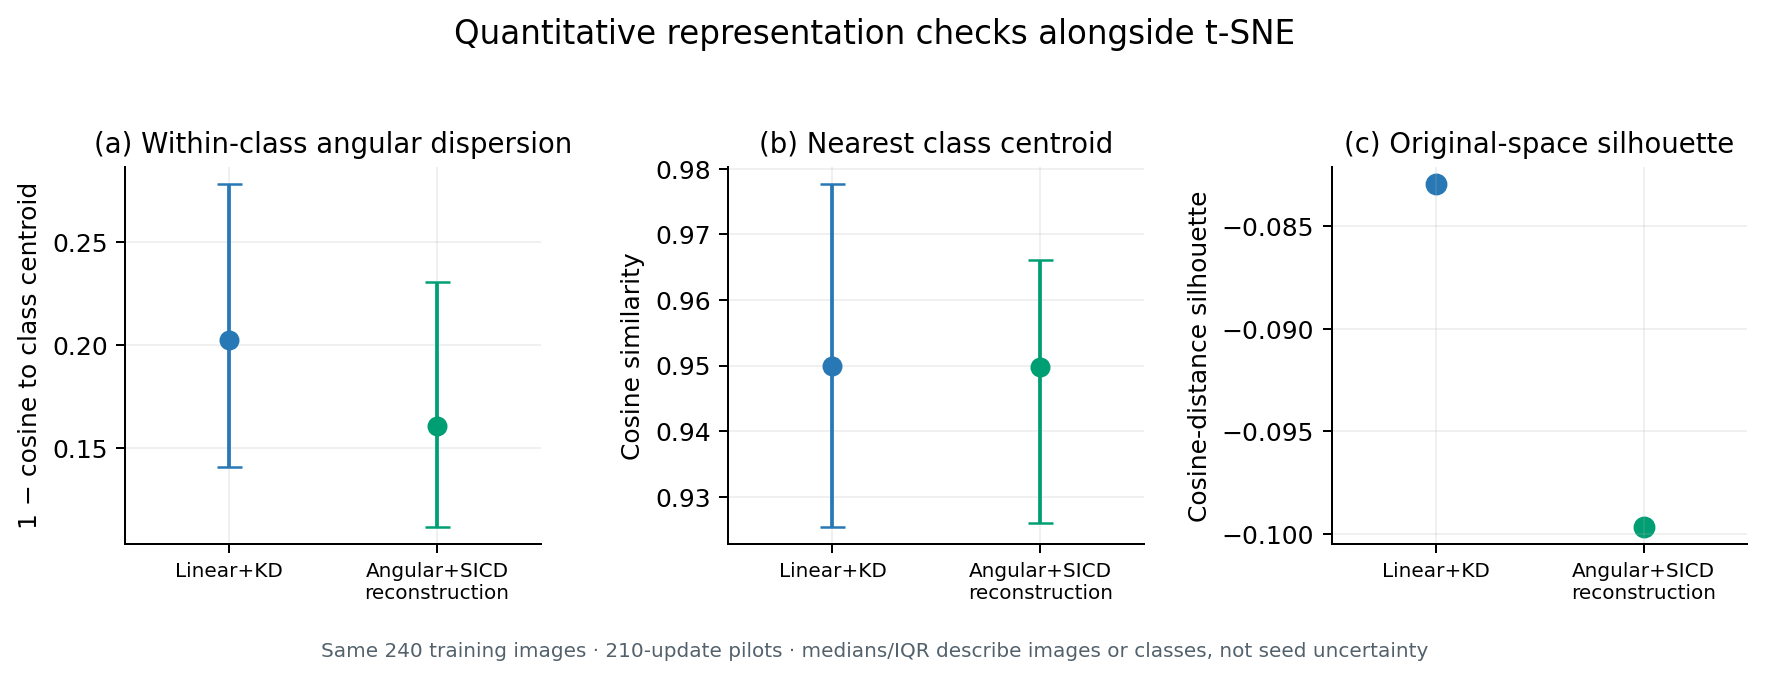 Quantitative representation checks alongside t-SNE
(a) Within-class angular dispersion
1 − cosine to class centroid
0.25
0.20
0.15
Linear+KD
Angular+SICD
reconstruction
(b) Nearest class centroid
Cosine similarity
0.98
0.97
0.96
0.95
0.94
0.93
Linear+KD
Angular+SICD
reconstruction
(c) Original-space silhouette
Cosine-distance silhouette
−0.085
−0.090
−0.095
−0.100
Linear+KD
Angular+SICD
reconstruction
Same 240 training images · 210-update pilots · medians/IQR describe images or classes, not seed uncertainty